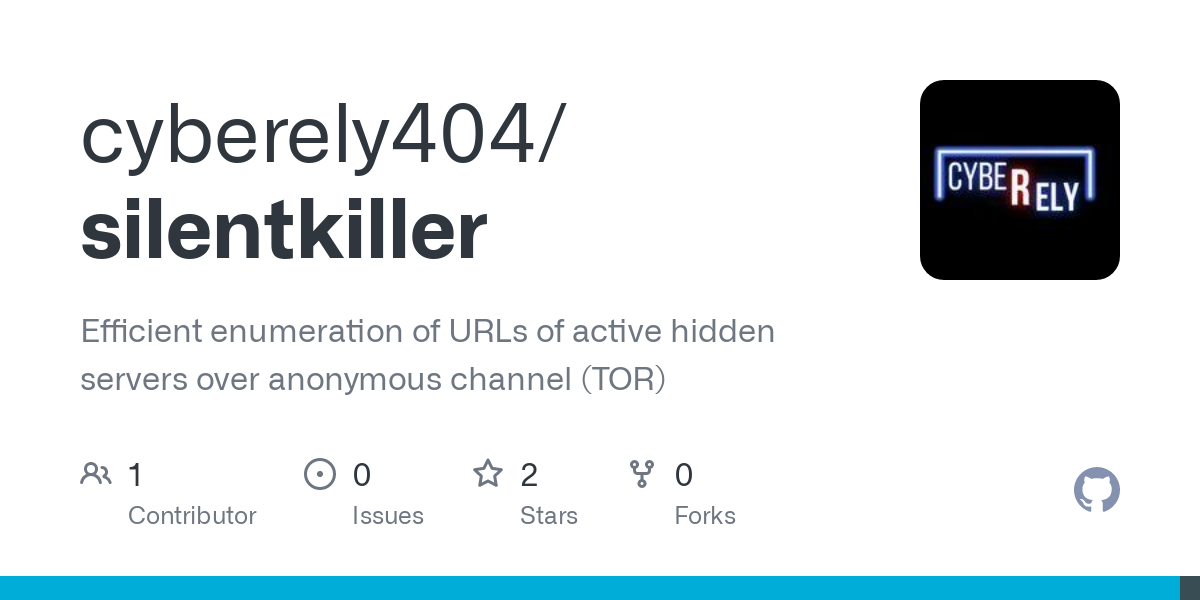 cyberely404/
silentkiller
Efficient enumeration of URLs of active hidden
servers over anonymous channel (TOR)
CYBERELY
1
Contributor
0
Issues
2
Stars
0
Forks